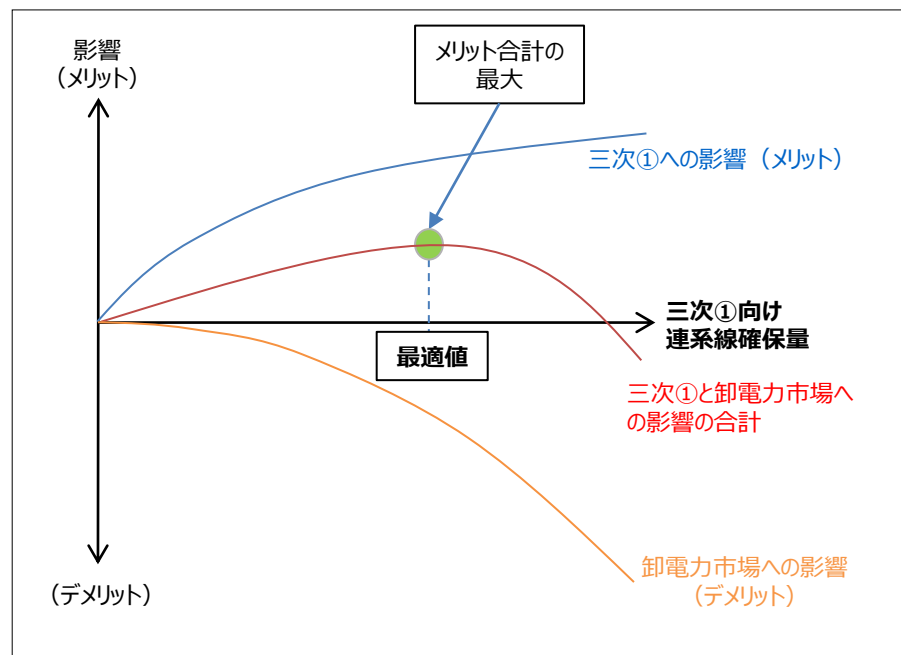 影響
（メリット）
メリット合計の
最大
三次①への影響（メリット）
三次①向け
連系線確保量
最適値
三次①と卸電力市場へ
の影響の合計
卸電力市場への影響
（デメリット）
（デメリット）